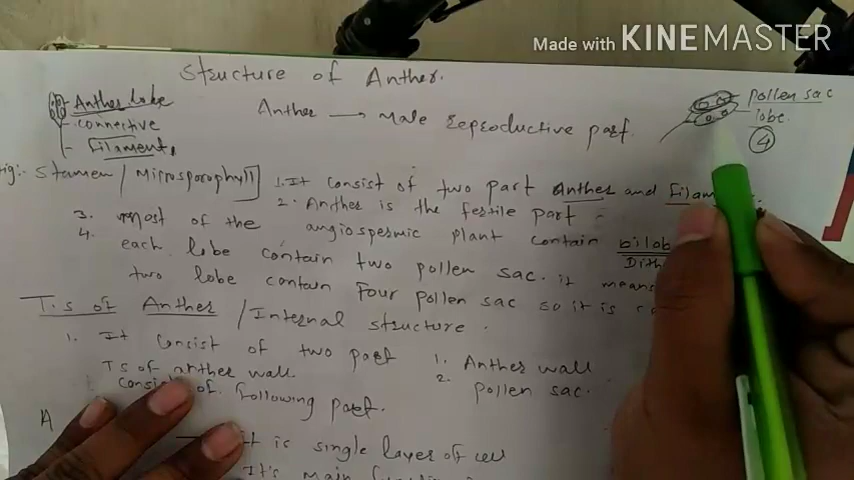 Made with KINEMASTER
Structure of Anther.
Anther lobe
connective
Filament,
Anther → Male Reproductive part.
pollen sac
lobe.
4
fig:- Stamen / Microsporophyll
1. It consist of two part Anther and Filam
2. Anther is the fertile part -
3. Most of the angiospermic plant contain bilob
Dith
4. each lobe contain two pollen sac. it means
two lobe contain Four pollen sac so it is
T.s of Anther / Internal structure.
1. It consist of two part
1. Anther wall
2. pollen sac.
Ts of anther wall
consist of following part.
A
it is single layer of cell
It's main